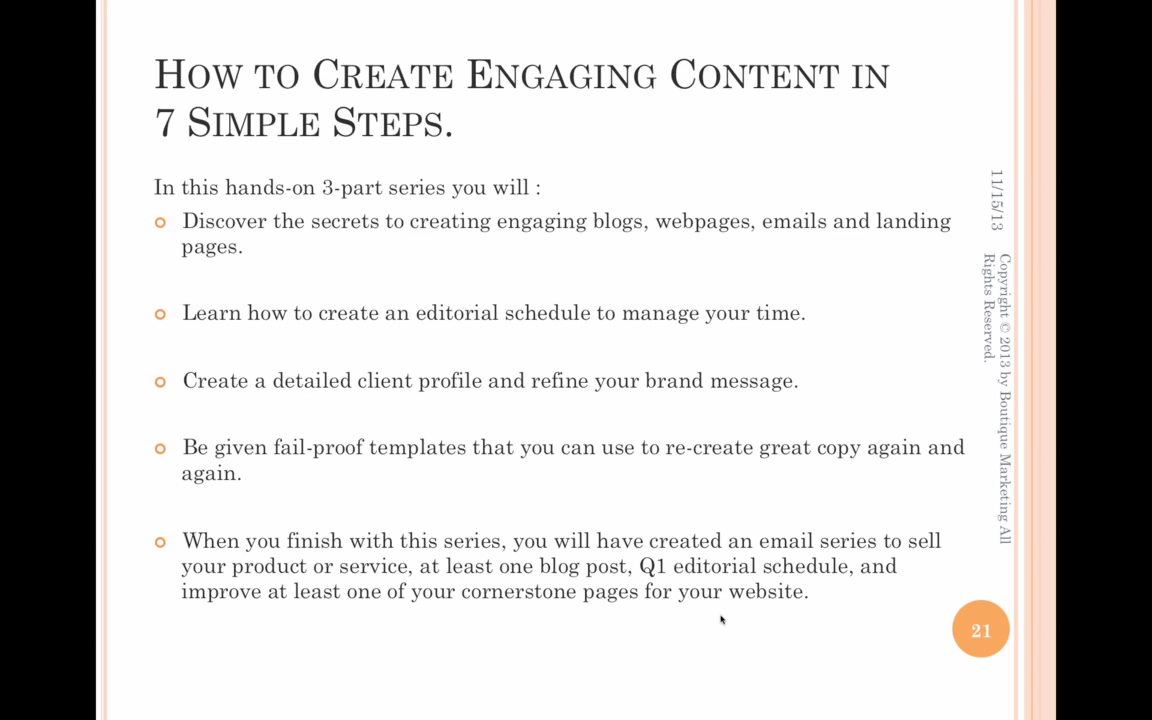 How to Create Engaging Content in
7 Simple Steps.
In this hands-on 3-part series you will :
Discover the secrets to creating engaging blogs, webpages, emails and landing
pages.
Learn how to create an editorial schedule to manage your time.
Create a detailed client profile and refine your brand message.
Be given fail-proof templates that you can use to re-create great copy again and
again.
When you finish with this series, you will have created an email series to sell
your product or service, at least one blog post, Q1 editorial schedule, and
improve at least one of your cornerstone pages for your website.
11/15/13
Copyright © 2013 by Boutique Marketing All
Rights Reserved.
21